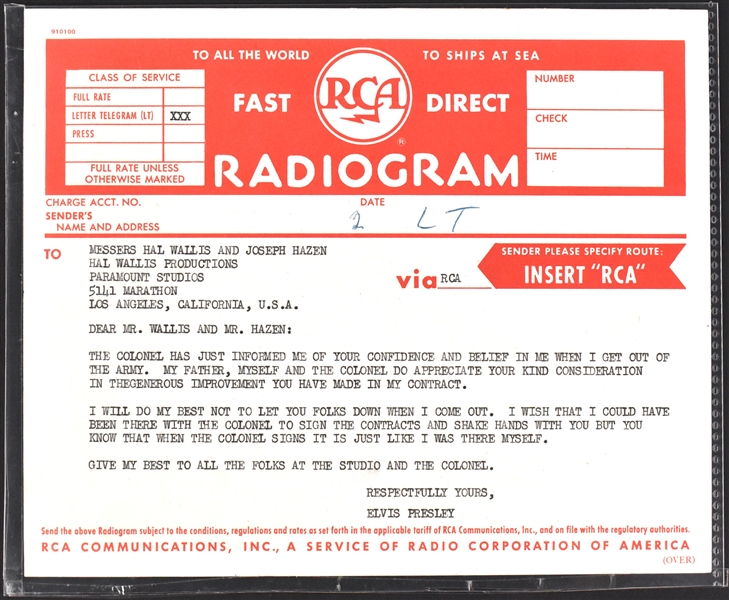 910100
TO ALL THE WORLD TO SHIPS AT SEA
CLASS OF SERVICE
FULL RATE
LETTER TELEGRAM (LT) XXX
PRESS
FULL RATE UNLESS
OTHERWISE MARKED
FAST RCA ® DIRECT
RADIOGRAM
NUMBER
CHECK
TIME
CHARGE ACCT. NO. DATE
SENDER'S
NAME AND ADDRESS
2 LT
TO MESSERS HAL WALLIS AND JOSEPH HAZEN
HAL WALLIS PRODUCTIONS
PARAMOUNT STUDIOS
5141 MARATHON
LOS ANGELES, CALIFORNIA, U.S.A.
via RCA
SENDER PLEASE SPECIFY ROUTE:
INSERT "RCA"
DEAR MR. WALLIS AND MR. HAZEN:
THE COLONEL HAS JUST INFORMED ME OF YOUR CONFIDENCE AND BELIEF IN ME WHEN I GET OUT OF
THE ARMY. MY FATHER, MYSELF AND THE COLONEL DO APPRECIATE YOUR KIND CONSIDERATION
IN THEGENEROUS IMPROVEMENT YOU HAVE MADE IN MY CONTRACT.
I WILL DO MY BEST NOT TO LET YOU FOLKS DOWN WHEN I COME OUT. I WISH THAT I COULD HAVE
BEEN THERE WITH THE COLONEL TO SIGN THE CONTRACTS AND SHAKE HANDS WITH YOU BUT YOU
KNOW THAT WHEN THE COLONEL SIGNS IT IS JUST LIKE I WAS THERE MYSELF.
GIVE MY BEST TO ALL THE FOLKS AT THE STUDIO AND THE COLONEL.
RESPECTFULLY YOURS,
ELVIS PRESLEY
Send the above Radiogram subject to the conditions, regulations and rates as set forth in the applicable tariff of RCA Communications, Inc., and on file with the regulatory authorities.
RCA COMMUNICATIONS, INC., A SERVICE OF RADIO CORPORATION OF AMERICA
(OVER)